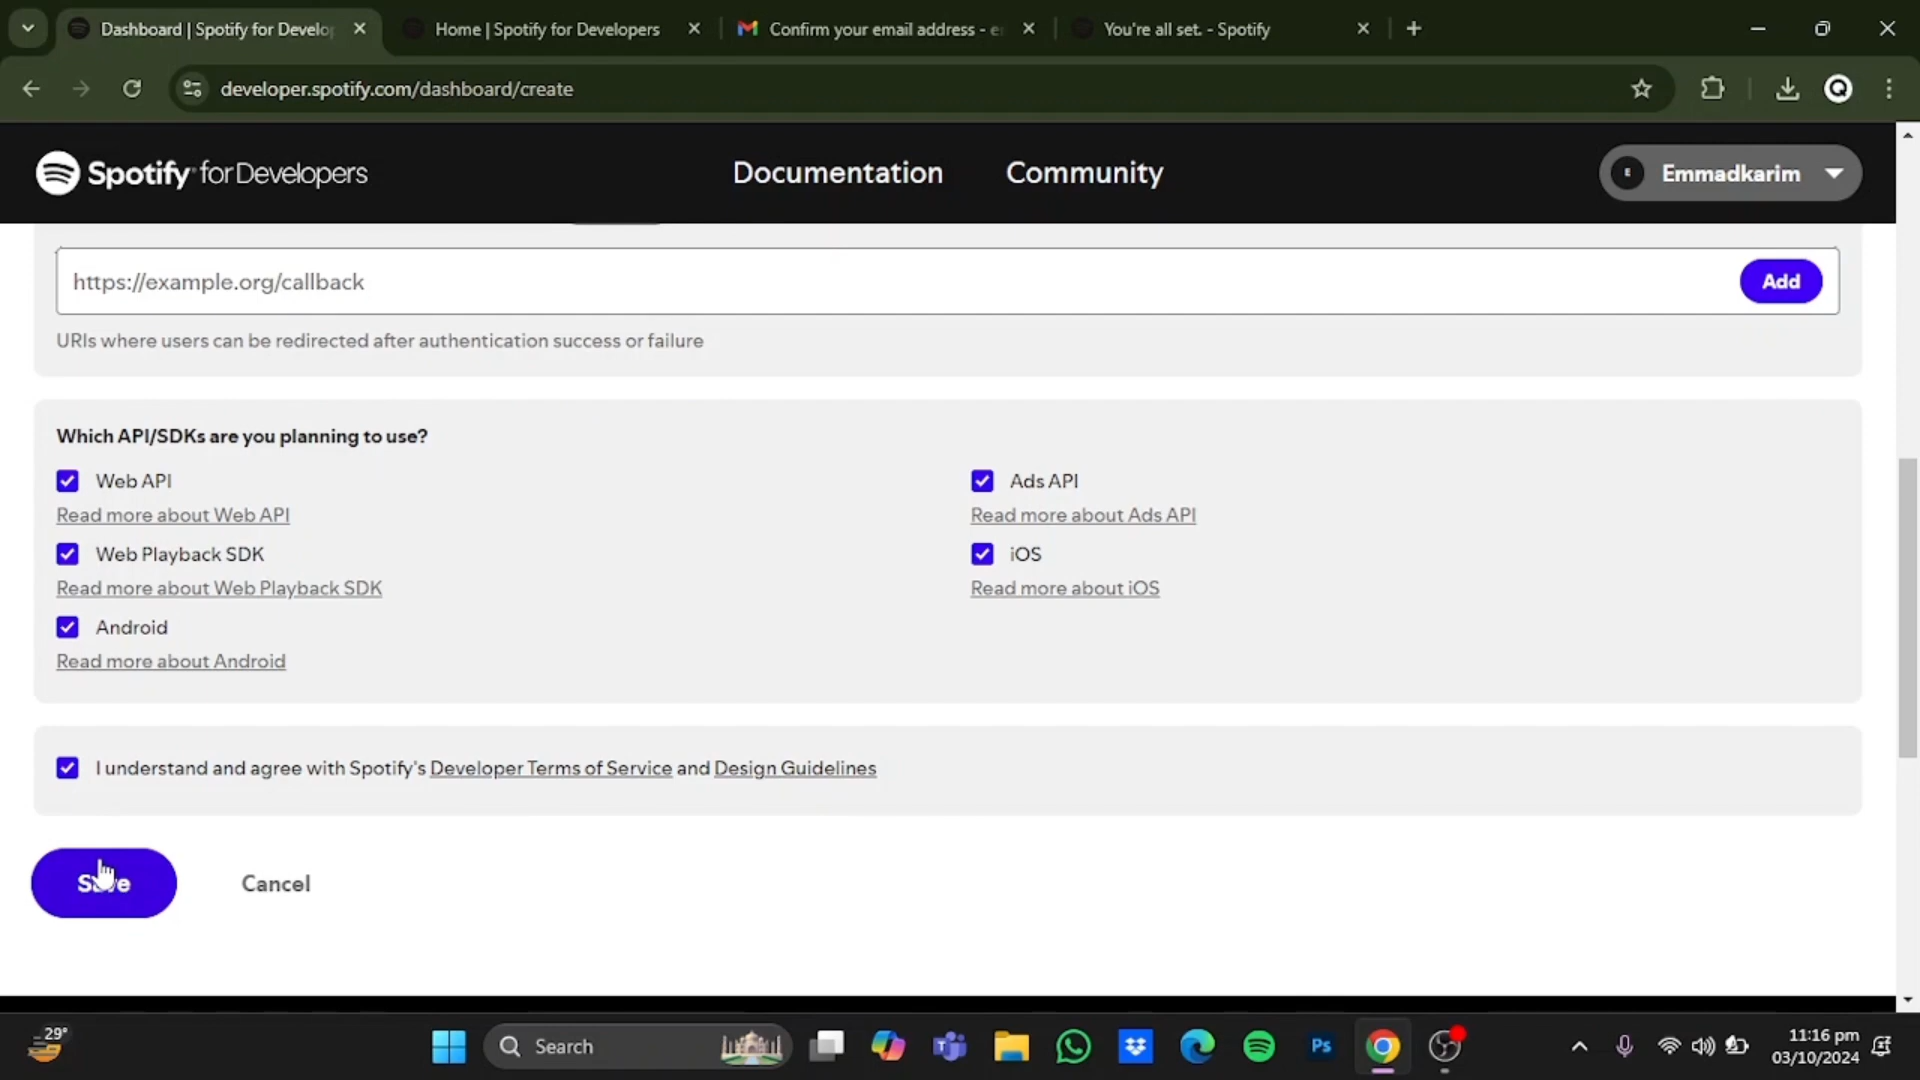 Dashboard | Spotify for Develo
Home | Spotify for Developers
Confirm your email address - e
You're all set. - Spotify
developer.spotify.com/dashboard/create
Spotify for Developers
Documentation
Community
E
Emmadkarim
https://example.org/callback
Add
URIs where users can be redirected after authentication success or failure
Which API/SDKs are you planning to use?
Web API
Read more about Web API
Ads API
Read more about Ads API
Web Playback SDK
Read more about Web Playback SDK
iOS
Read more about iOS
Android
Read more about Android
I understand and agree with Spotify's Developer Terms of Service and Design Guidelines
Save
Cancel
29°
Search
Ps
11:16 pm
03/10/2024